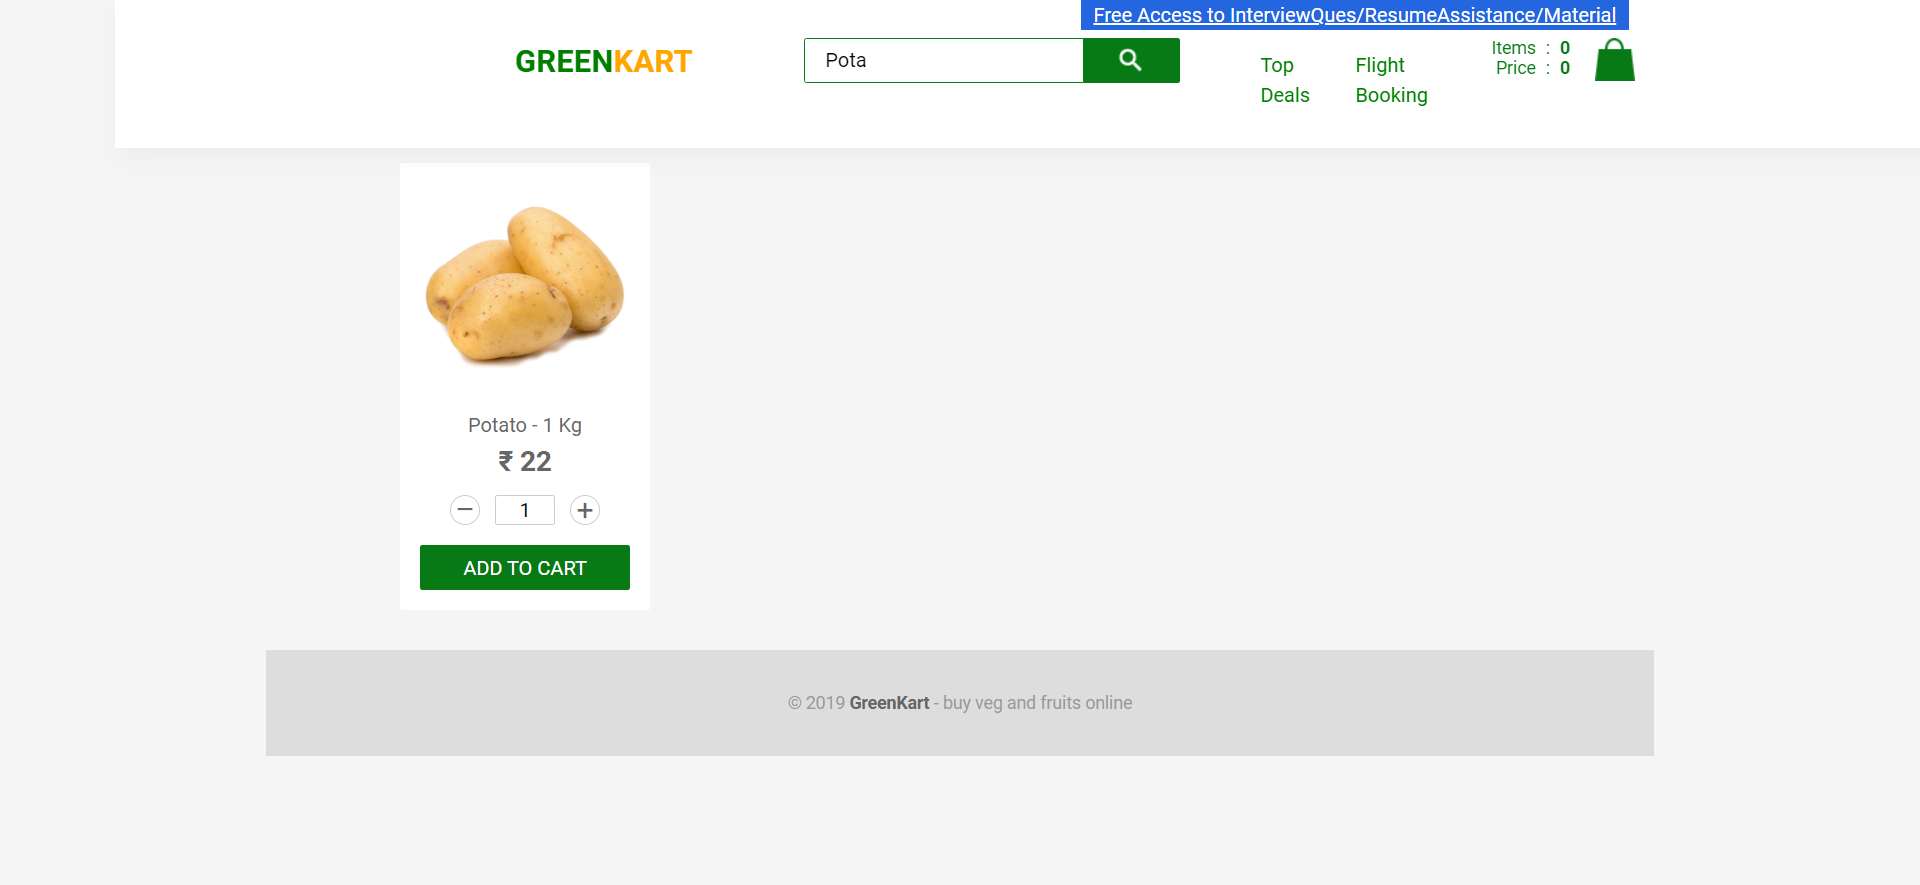 Free Access to InterviewQues/ResumeAssistance/Material
GREENKART
Pota
Top
Deals
Flight
Booking
Items : 0
Price : 0
Potato - 1 Kg
₹ 22
− 1 +
ADD TO CART
© 2019 GreenKart - buy veg and fruits online